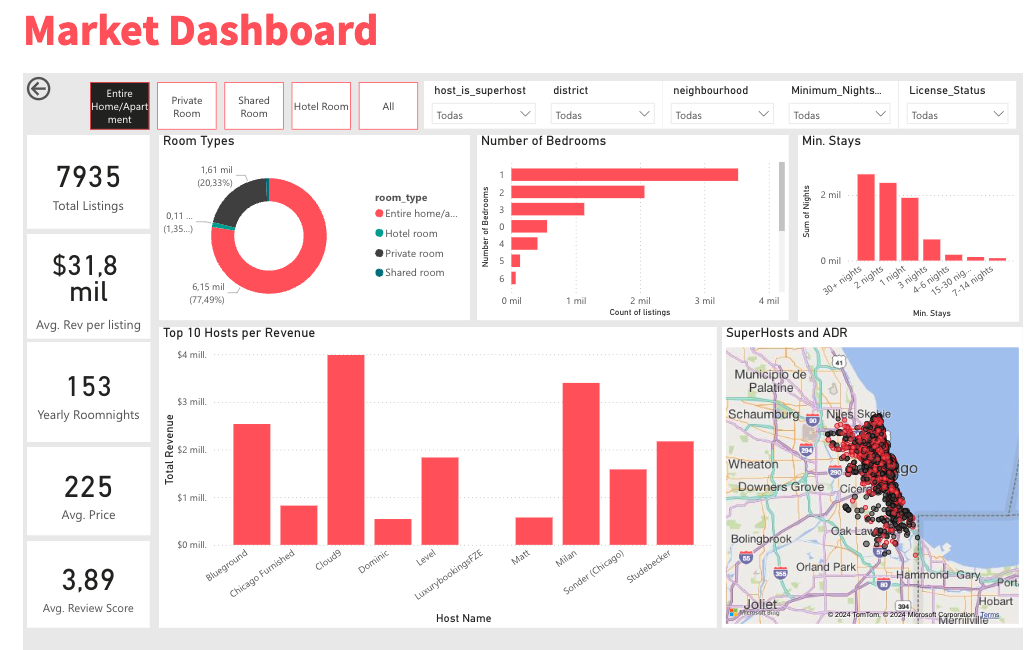 Market Dashboard
Entire
Home/Apart
ment
Private
Room
Shared
Room
Hotel Room
All
host_is_superhost
Todas
district
Todas
neighbourhood
Todas
Minimum_Nights...
Todas
License_Status
Todas
7935
Total Listings
$31,8
mil
Avg. Rev per listing
153
Yearly Roomnights
225
Avg. Price
3,89
Avg. Review Score
Room Types
1,61 mil
(20,33%)
0,11 ...
(1,35...)
6,15 mil
(77,49%)
room_type
Entire home/a...
Hotel room
Private room
Shared room
Number of Bedrooms
Number of Bedrooms
1
2
3
0
4
5
6
0 mil
1 mil
2 mil
3 mil
4 mil
Count of listings
Min. Stays
Sum of Nights
2 mil
0 mil
30+ nights
2 nights
1 night
3 nights
4-6 nights
15-30 nig...
7-14 nights
Min. Stays
Top 10 Hosts per Revenue
Total Revenue
$4 mill.
$3 mill.
$2 mill.
$1 mill.
$0 mill.
Blueground
Chicago Furnished
Cloud9
Dominic
Level
LuxurybookingsFZE
Matt
Milan
Sonder (Chicago)
Studebecker
Host Name
SuperHosts and ADR
41
Municipio de
Palatine
Schaumburg
90
Niles Skokie
294
Wheaton
290
Downers Grove
Bolingbrook
55
355
57
Orland Park
80
Hammond
Gary
Hobart
394
Joliet
Merrillville
Microsoft Bing
© 2024 TomTom, © 2024 Microsoft Corporation, Terms